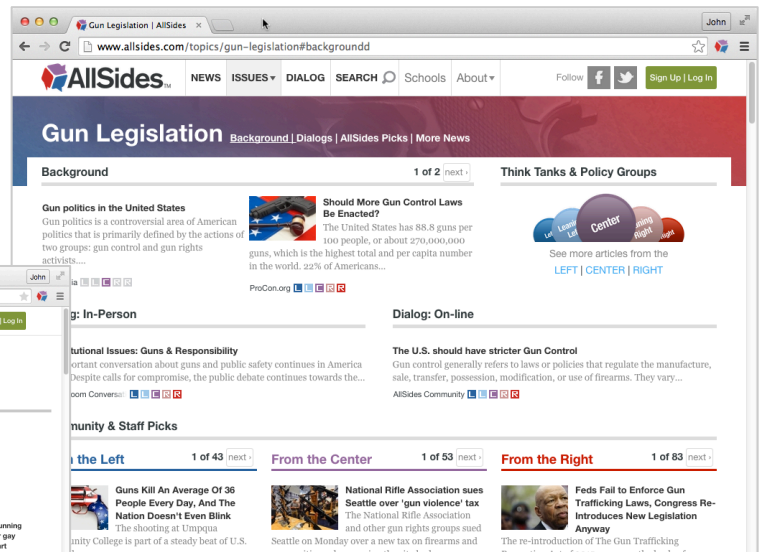 Gun Legislation | AllSides
John
www.allsides.com/topics/gun-legislation#backgroundd
AllSides™ NEWS ISSUES▾ DIALOG SEARCH Schools About▾ Follow Sign Up | Log In
Gun Legislation Background | Dialogs | AllSides Picks | More News
Background 1 of 2 next ›
Think Tanks & Policy Groups
Gun politics in the United States
Gun politics is a controversial area of American
politics that is primarily defined by the actions of
two groups: gun control and gun rights
activists....
ia L L C R R
Should More Gun Control Laws
Be Enacted?
The United States has 88.8 guns per
100 people, or about 270,000,000
guns, which is the highest total and per capita number
in the world. 22% of Americans...
ProCon.org L L C R R
Center
See more articles from the
LEFT | CENTER | RIGHT
John
Log In
g: In-Person
tutional Issues: Guns & Responsibility
ortant conversation about guns and public safety continues in America
Despite calls for compromise, the public debate continues towards the...
oom Conversat L L C R R
Dialog: On-line
The U.S. should have stricter Gun Control
Gun control generally refers to laws or policies that regulate the manufacture,
sale, transfer, possession, modification, or use of firearms. They vary...
AllSides Community L L C R R
munity & Staff Picks
the Left 1 of 43 next ›
Guns Kill An Average Of 36
People Every Day, And The
Nation Doesn't Even Blink
The shooting at Umpqua
unity College is part of a steady beat of U.S.
From the Center 1 of 53 next ›
National Rifle Association sues
Seattle over 'gun violence' tax
The National Rifle Association
and other gun rights groups sued
Seattle on Monday over a new tax on firearms and
From the Right 1 of 83 next ›
Feds Fail to Enforce Gun
Trafficking Laws, Congress Re-
Introduces New Legislation
Anyway
The re-introduction of The Gun Trafficking
unning
gay
rt